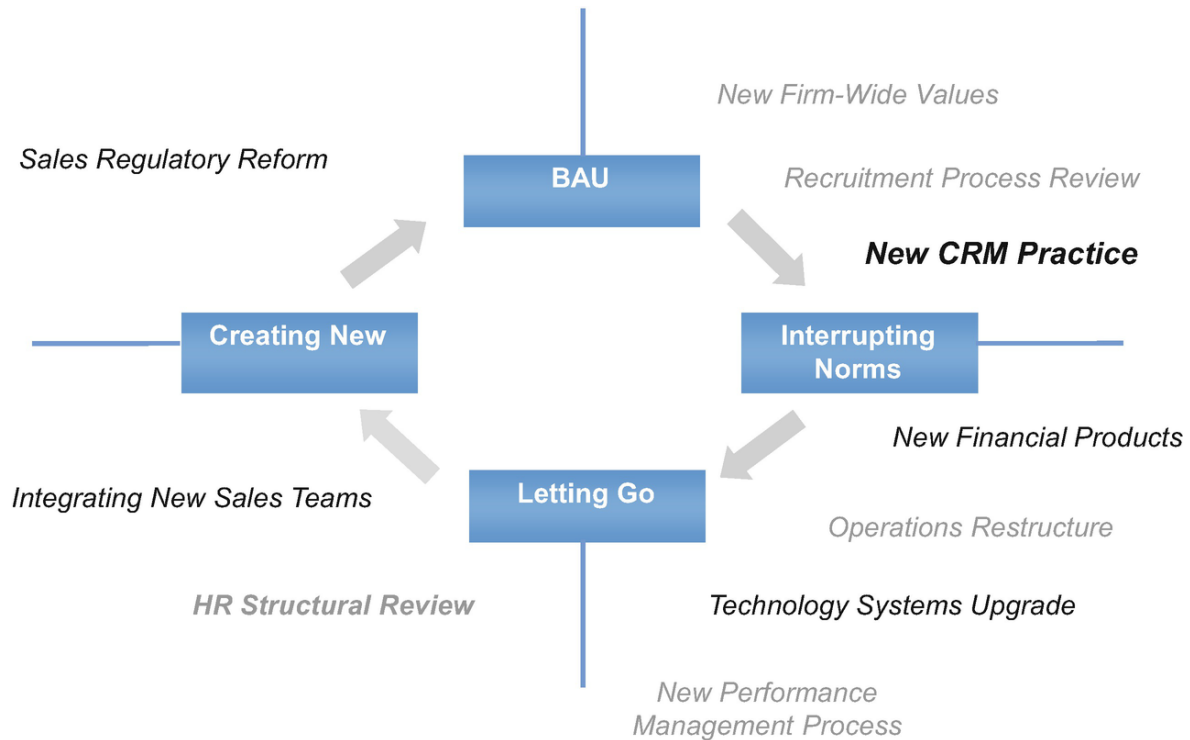 New Firm-Wide Values
Sales Regulatory Reform
BAU
Recruitment Process Review
New CRM Practice
Creating New
Interrupting
Norms
New Financial Products
Integrating New Sales Teams
Letting Go
Operations Restructure
HR Structural Review
Technology Systems Upgrade
New Performance
Management Process